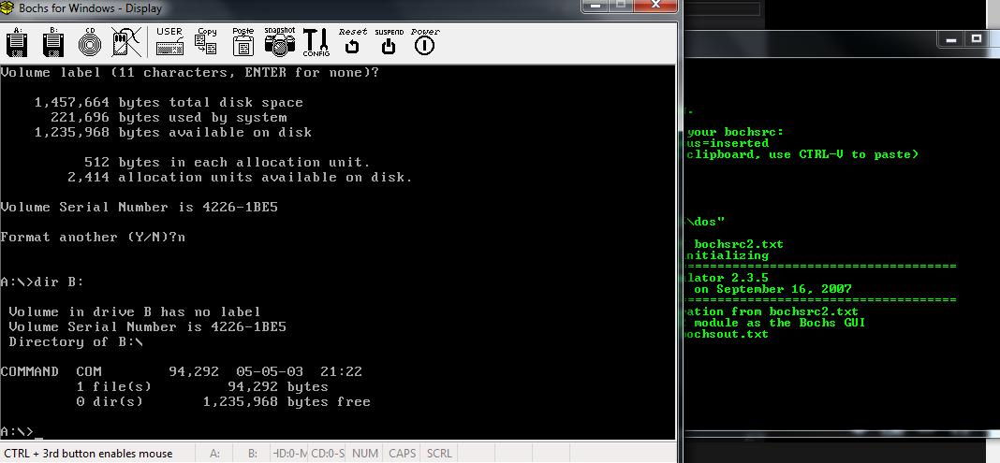 Bochs for Windows - Display
A: B: CD USER Copy Paste snapshot CONFIG Reset SUSPEND Power
Volume label (11 characters, ENTER for none)?
1,457,664 bytes total disk space
221,696 bytes used by system
1,235,968 bytes available on disk
512 bytes in each allocation unit.
2,414 allocation units available on disk.
Volume Serial Number is 4226-1BE5
Format another (Y/N)?n
A:\>dir B:
Volume in drive B has no label
Volume Serial Number is 4226-1BE5
Directory of B:\
COMMAND COM 94,292 05-05-03 21:22
1 file(s) 94,292 bytes
0 dir(s) 1,235,968 bytes free
A:\>_
CTRL + 3rd button enables mouse A: B: HD:0-M CD:0-S NUM CAPS SCRL
your bochsrc:
us=inserted
clipboard, use CTRL-V to paste)
\dos"
bochsrc2.txt
nitializing
======================================
lator 2.3.5
on September 16, 2007
======================================
ation from bochsrc2.txt
module as the Bochs GUI
ochsout.txt